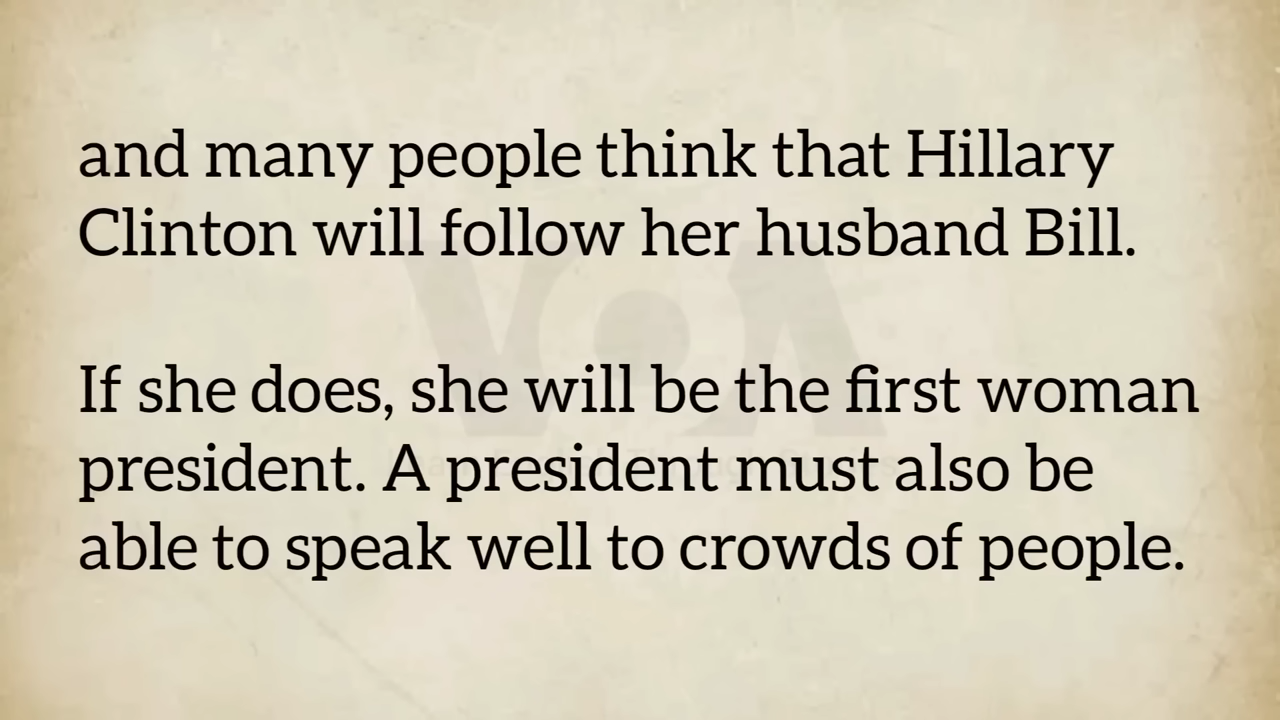 and many people think that Hillary
Clinton will follow her husband Bill.
If she does, she will be the first woman
president. A president must also be
able to speak well to crowds of people.
VOA